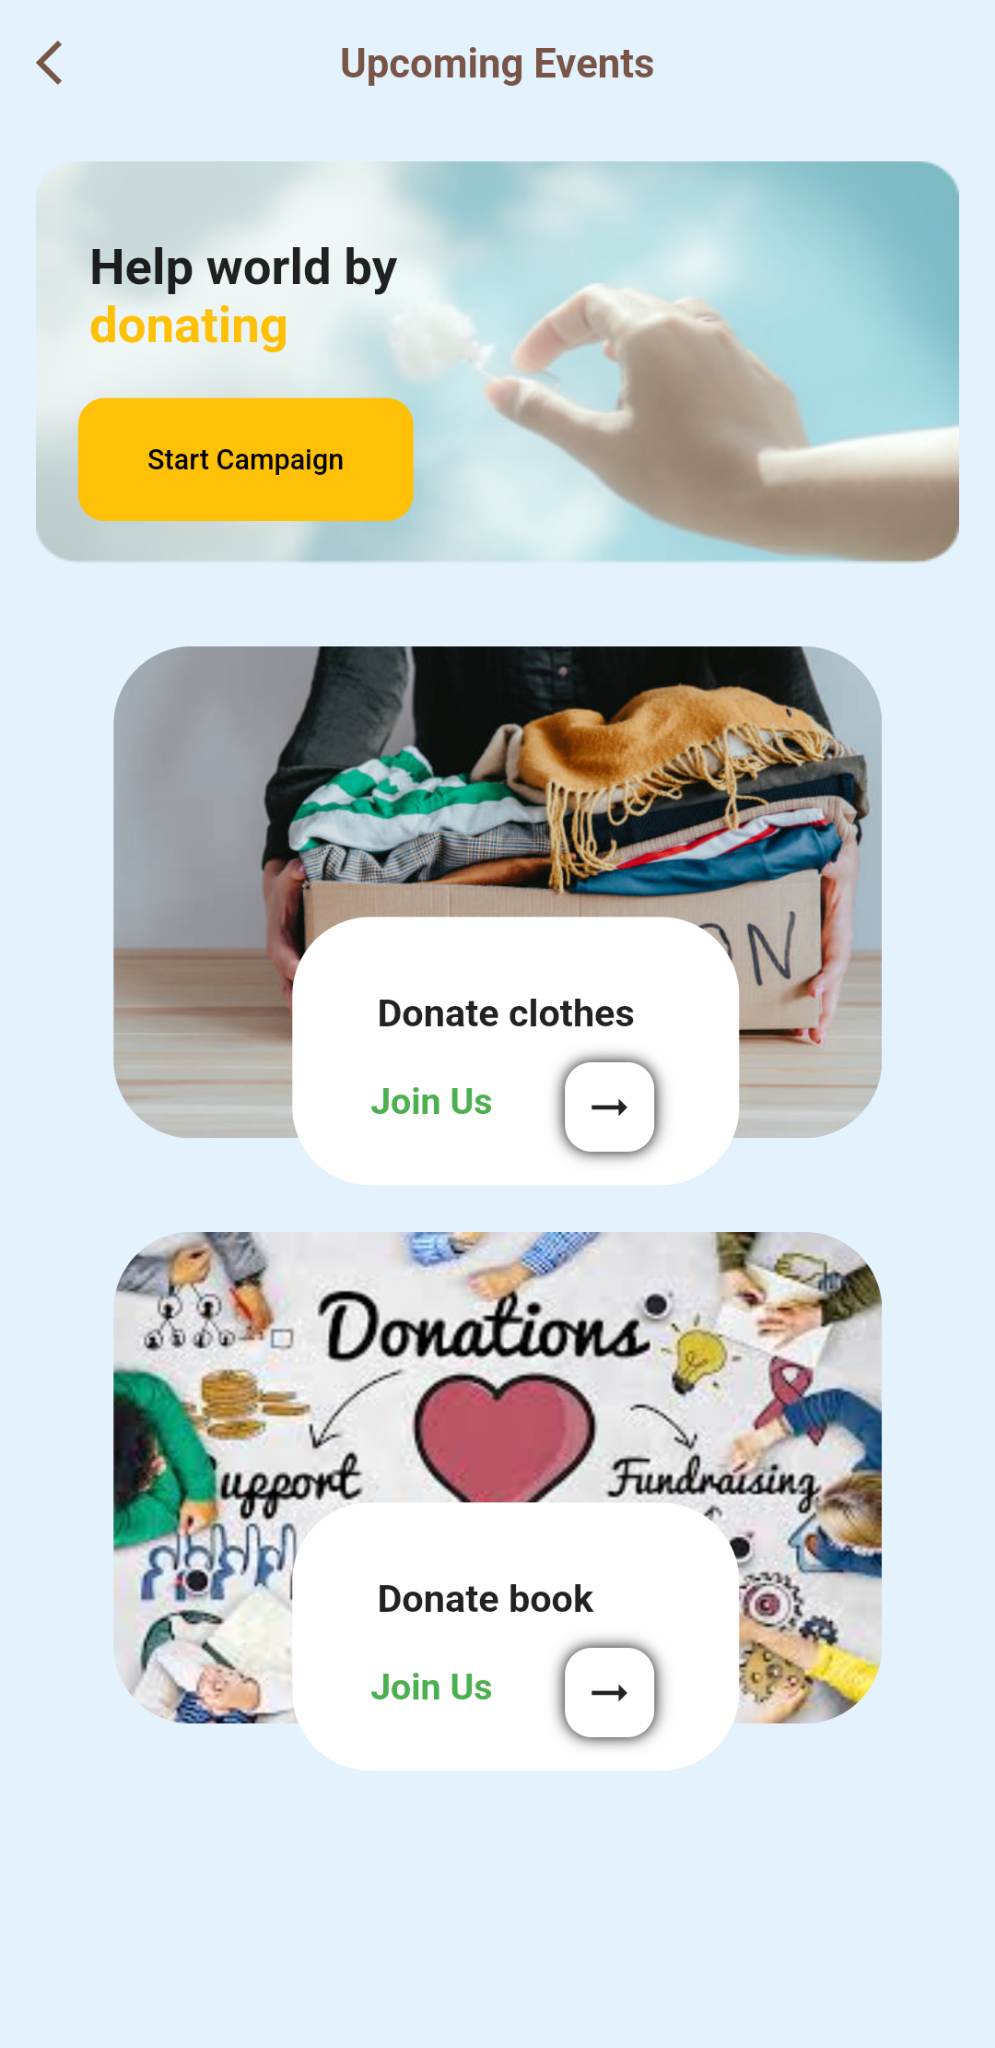 Upcoming Events
Help world by
donating
Start Campaign
ON
Donate clothes
Join Us
Donations
upport
Fundraising
Donate book
Join Us